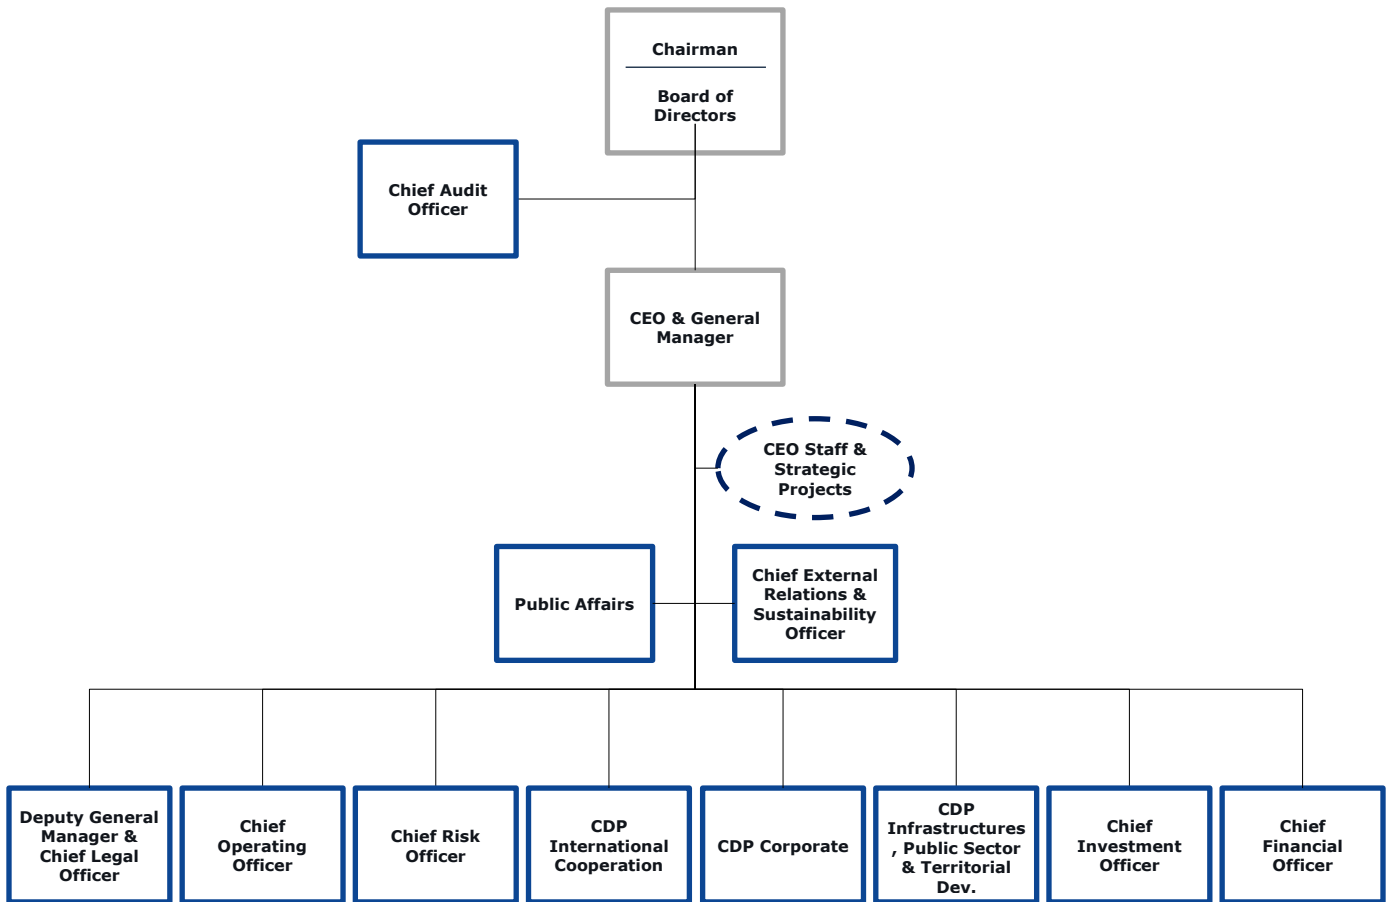 Chairman
Board of
Directors
Chief Audit
Officer
CEO & General
Manager
CEO Staff &
Strategic
Projects
Public Affairs
Chief External
Relations &
Sustainability
Officer
Deputy General
Manager &
Chief Legal
Officer
Chief
Operating
Officer
Chief Risk
Officer
CDP
International
Cooperation
CDP Corporate
CDP
Infrastructures
, Public Sector
& Territorial
Dev.
Chief
Investment
Officer
Chief
Financial
Officer